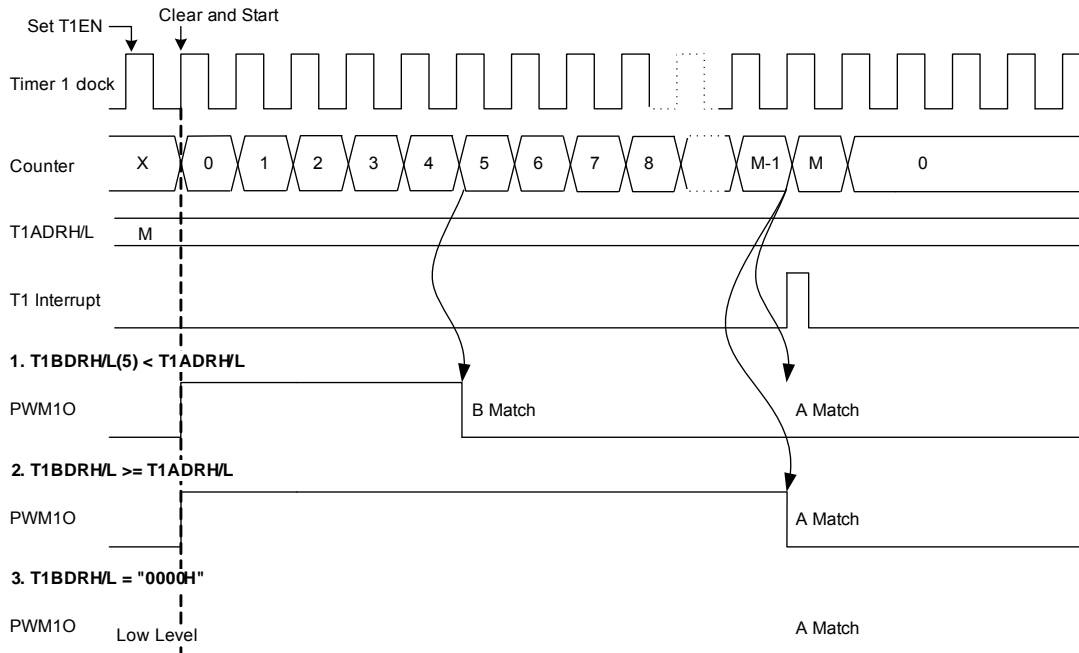 Clear and Start
Set T1EN
Timer 1 dock
Counter X 0 1 2 3 4 5 6 7 8 M-1 M 0
T1ADRH/L M
T1 Interrupt
1. T1BDRH/L(5) < T1ADRH/L
PWM1O B Match A Match
2. T1BDRH/L >= T1ADRH/L
PWM1O A Match
3. T1BDRH/L = "0000H"
PWM1O Low Level A Match